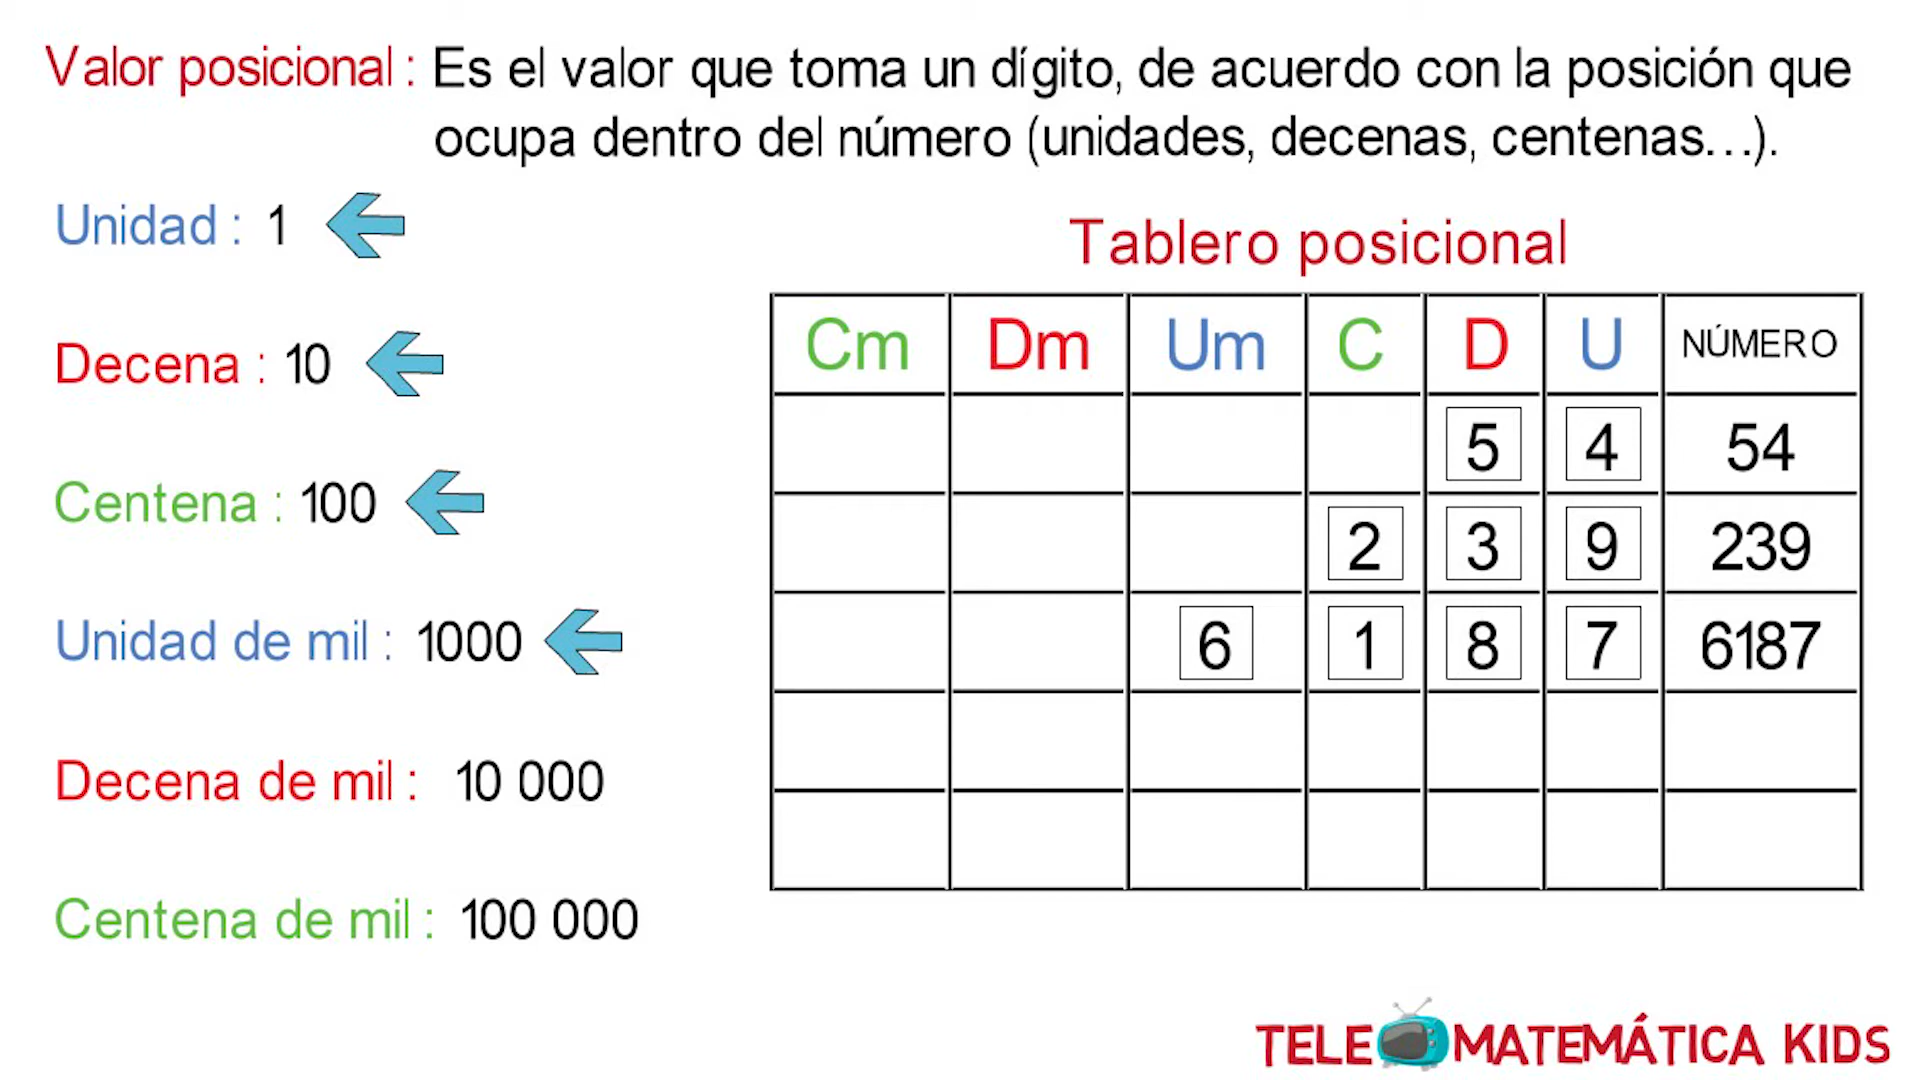 Valor posicional : Es el valor que toma un dígito, de acuerdo con la posición que
ocupa dentro del número (unidades, decenas, centenas...).
Unidad : 1
Decena : 10
Centena : 100
Unidad de mil : 1000
Decena de mil : 10 000
Centena de mil : 100 000
Tablero posicional
Cm Dm Um C D U NÚMERO
5 4 54
2 3 9 239
6 1 8 7 6187
TELEMATEMÁTICA KIDS